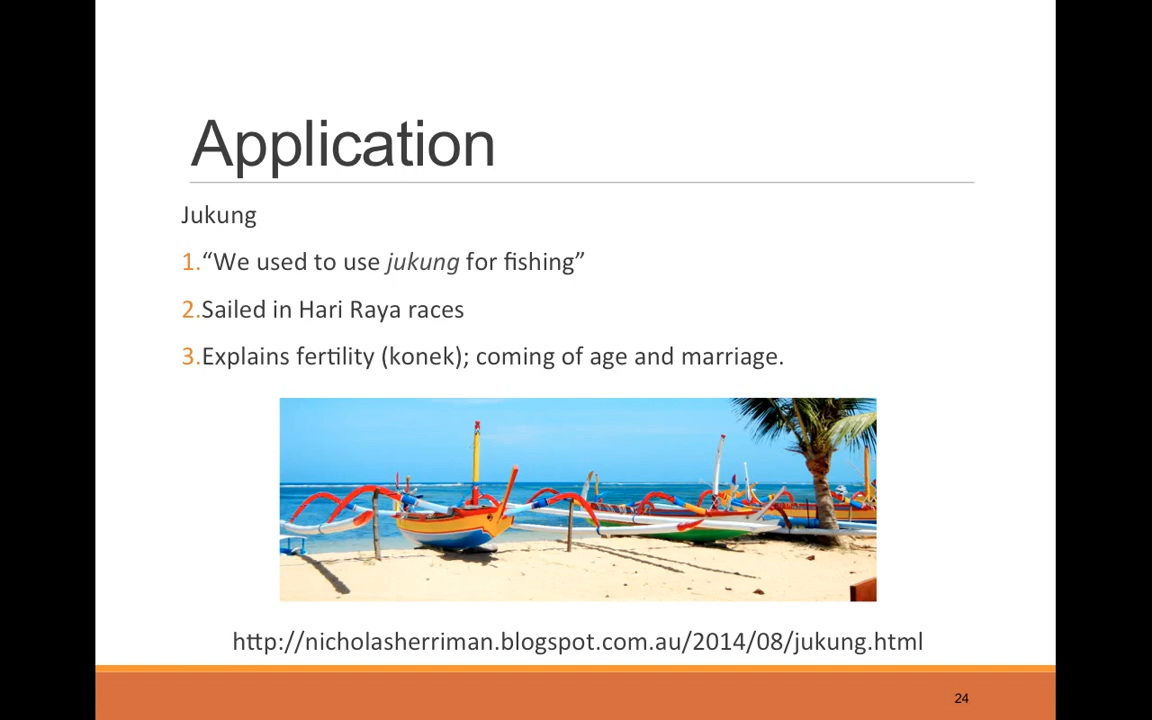 Application
Jukung
1.“We used to use jukung for fishing”
2.Sailed in Hari Raya races
3.Explains fertility (konek); coming of age and marriage.
http://nicholasherriman.blogspot.com.au/2014/08/jukung.html
24